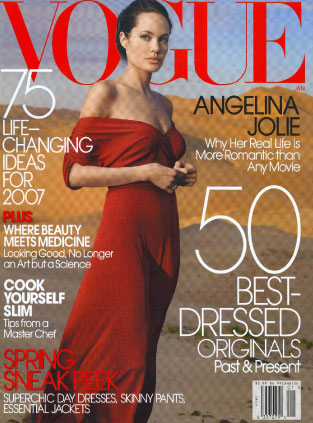 VOGUE
JAN
75
LIFE–
CHANGING
IDEAS
FOR
2007
PLUS
WHERE BEAUTY
MEETS MEDICINE
Looking Good, No Longer
an Art but a Science
COOK
YOURSELF
SLIM
Tips from a
Master Chef
SPRING
SNEAK PEEK
SUPERCHIC DAY DRESSES, SKINNY PANTS,
ESSENTIAL JACKETS
ANGELINA
JOLIE
Why Her Real Life is
More Romantic than
Any Movie
50
BEST-
DRESSED
ORIGINALS
Past & Present